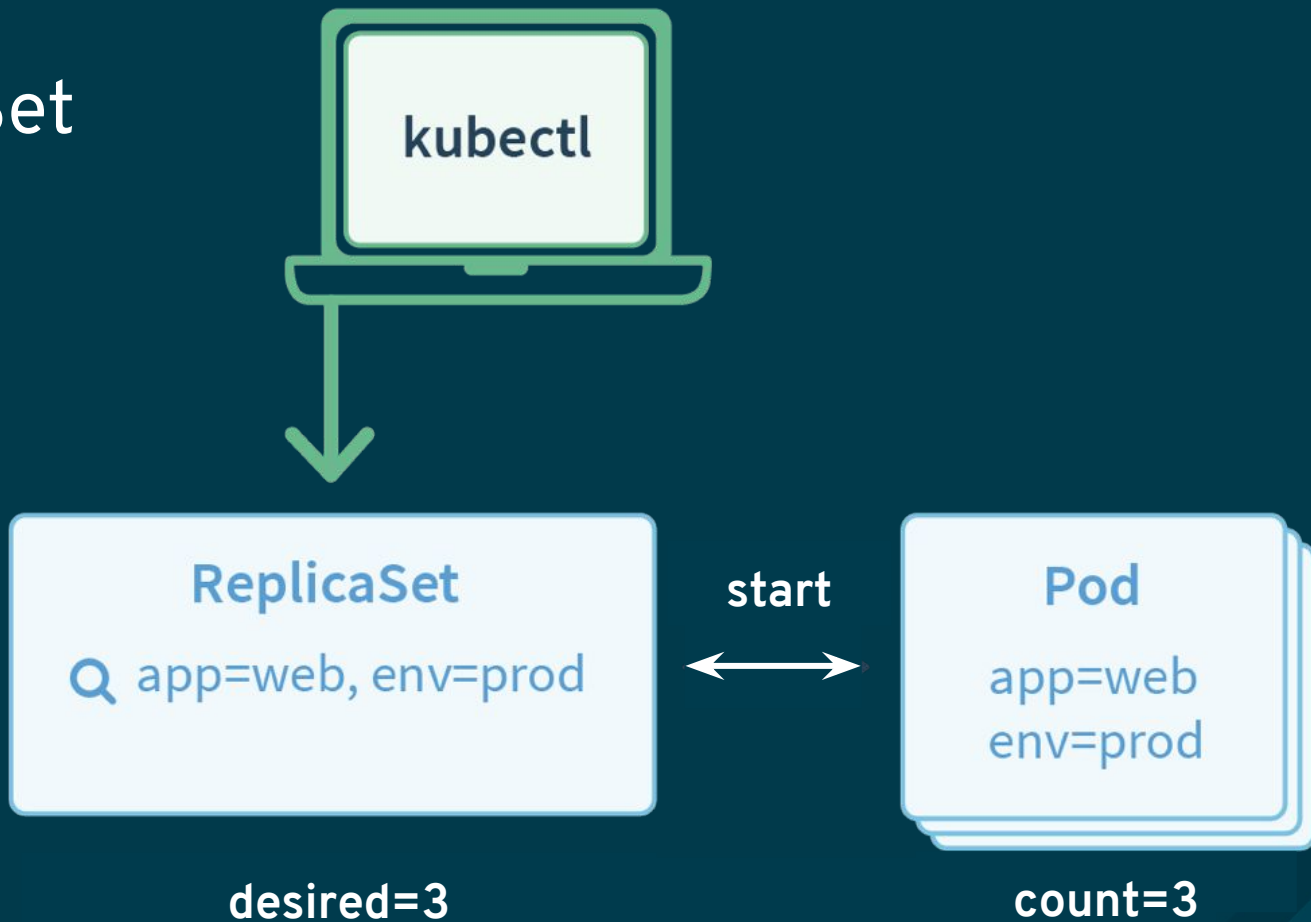 et
kubectl
ReplicaSet
app=web, env=prod
start
Pod
app=web
env=prod
desired=3
count=3